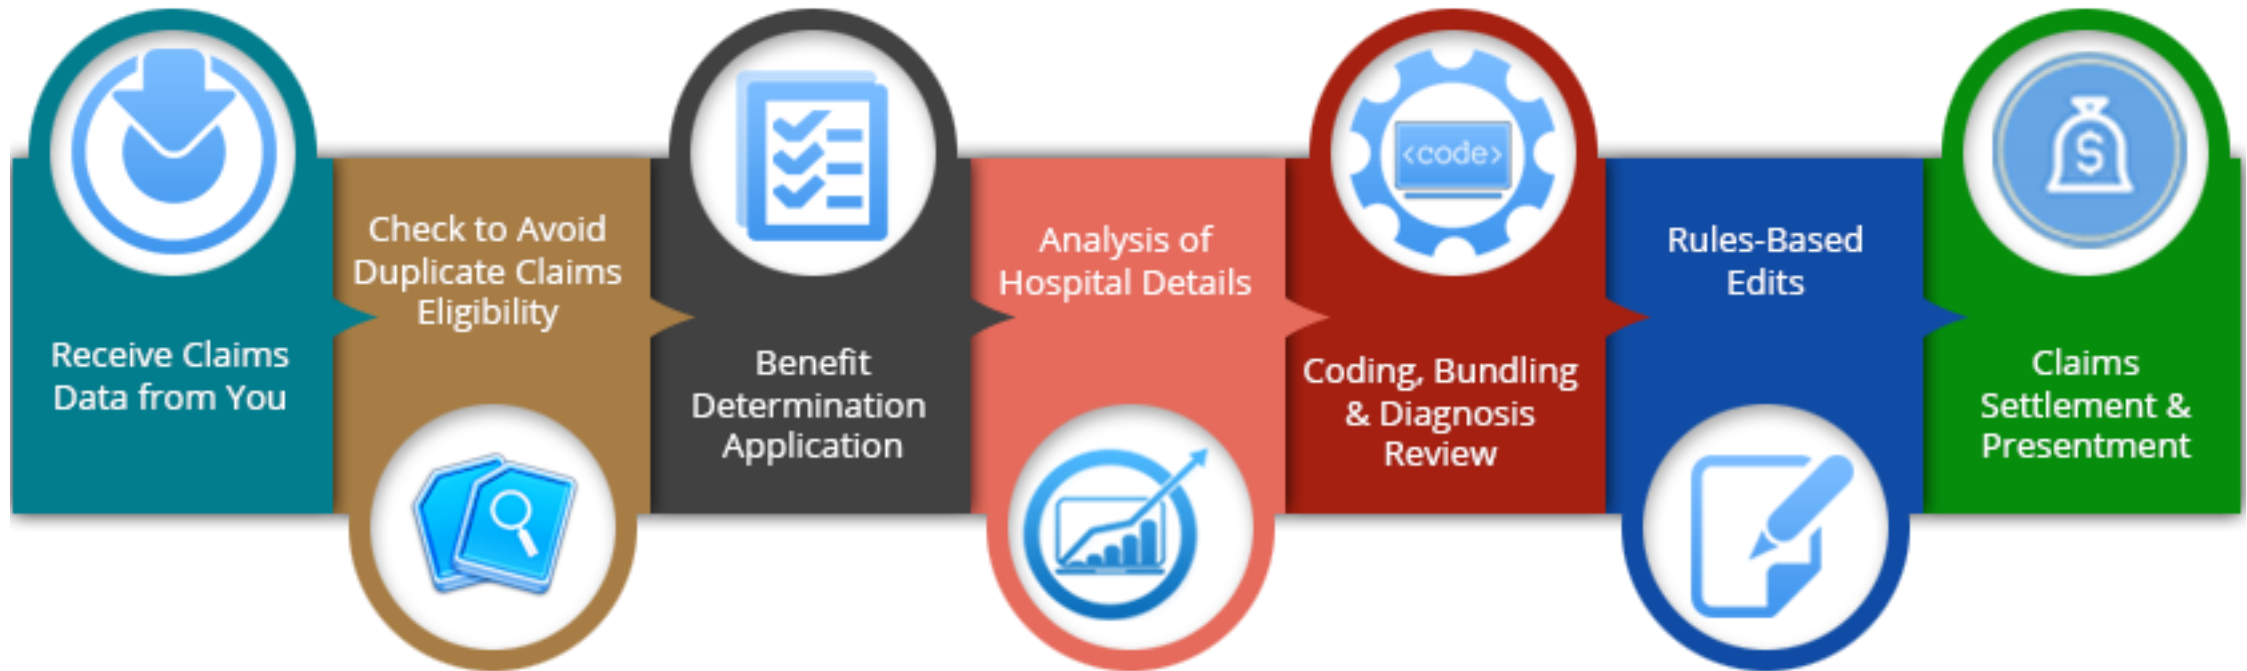 Receive Claims
Data from You
Check to Avoid
Duplicate Claims
Eligibility
Benefit
Determination
Application
Analysis of
Hospital Details
<code>
Coding, Bundling
& Diagnosis
Review
Rules-Based
Edits
$
Claims
Settlement &
Presentment